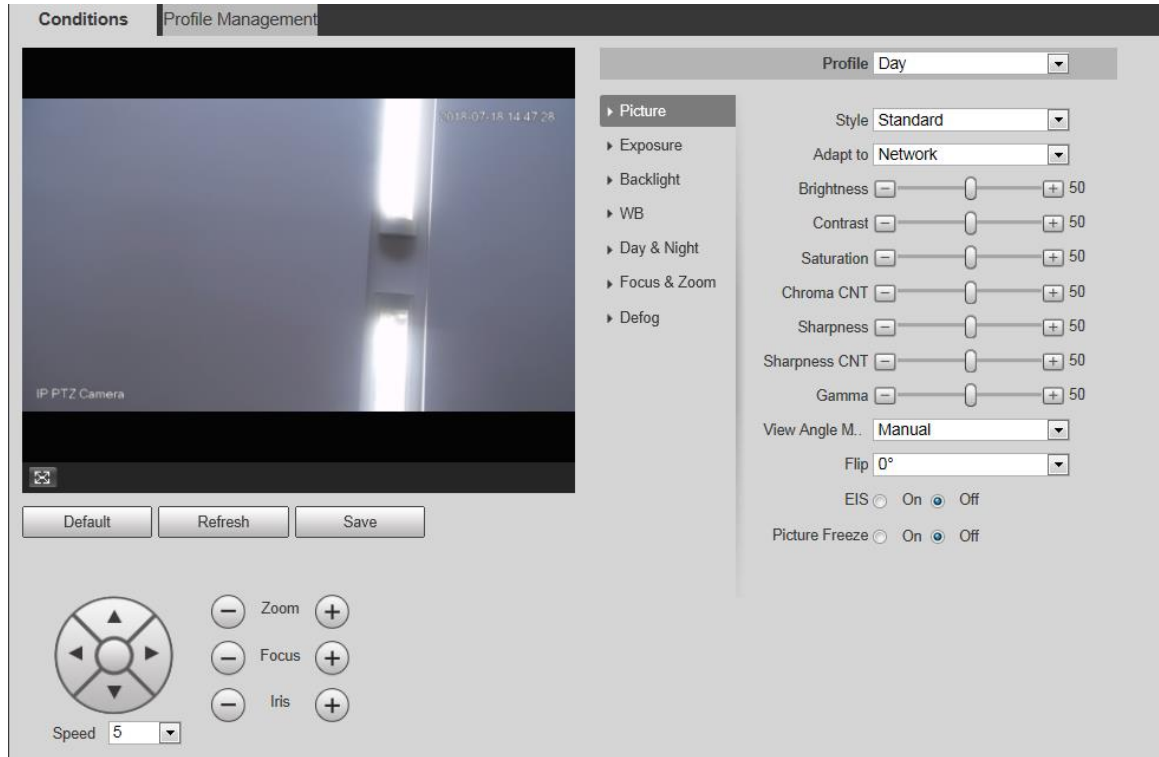 Conditions
Profile Management
2018-07-18 14:47:28
IP PTZ Camera
Default
Refresh
Save
Zoom
Focus
Iris
Speed 5
Profile Day
Picture
Exposure
Backlight
WB
Day & Night
Focus & Zoom
Defog
Style Standard
Adapt to Network
Brightness 50
Contrast 50
Saturation 50
Chroma CNT 50
Sharpness 50
Sharpness CNT 50
Gamma 50
View Angle M.. Manual
Flip 0°
EIS On Off
Picture Freeze On Off